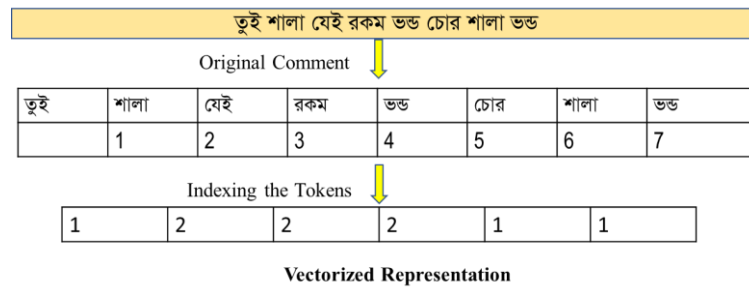 তুই শালা যেই রকম ভন্ড চোর শালা ভন্ড
Original Comment
তুই শালা যেই রকম ভন্ড চোর শালা ভন্ড
1 2 3 4 5 6 7
Indexing the Tokens
1 2 2 2 1 1
Vectorized Representation